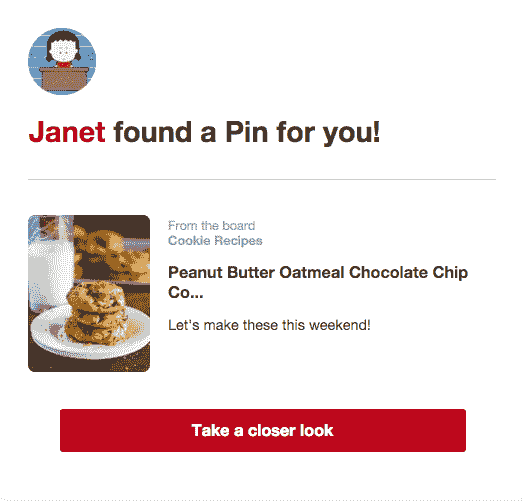 Janet found a Pin for you!
From the board
Cookie Recipes
Peanut Butter Oatmeal Chocolate Chip
Co...
Let's make these this weekend!
Take a closer look